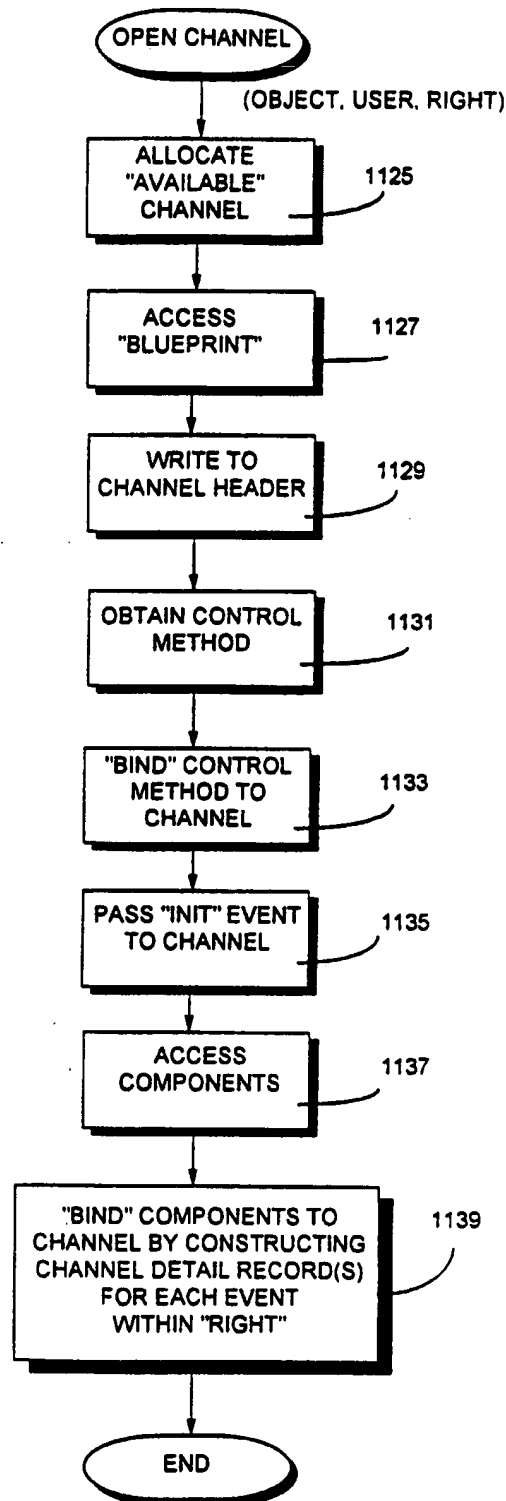 OPEN CHANNEL
(OBJECT, USER, RIGHT)
ALLOCATE
"AVAILABLE"
CHANNEL
1125
ACCESS
"BLUEPRINT"
1127
WRITE TO
CHANNEL HEADER
1129
OBTAIN CONTROL
METHOD
1131
"BIND" CONTROL
METHOD TO
CHANNEL
1133
PASS "INIT" EVENT
TO CHANNEL
1135
ACCESS
COMPONENTS
1137
"BIND" COMPONENTS TO
CHANNEL BY CONSTRUCTING
CHANNEL DETAIL RECORD(S)
FOR EACH EVENT
WITHIN "RIGHT"
1139
END